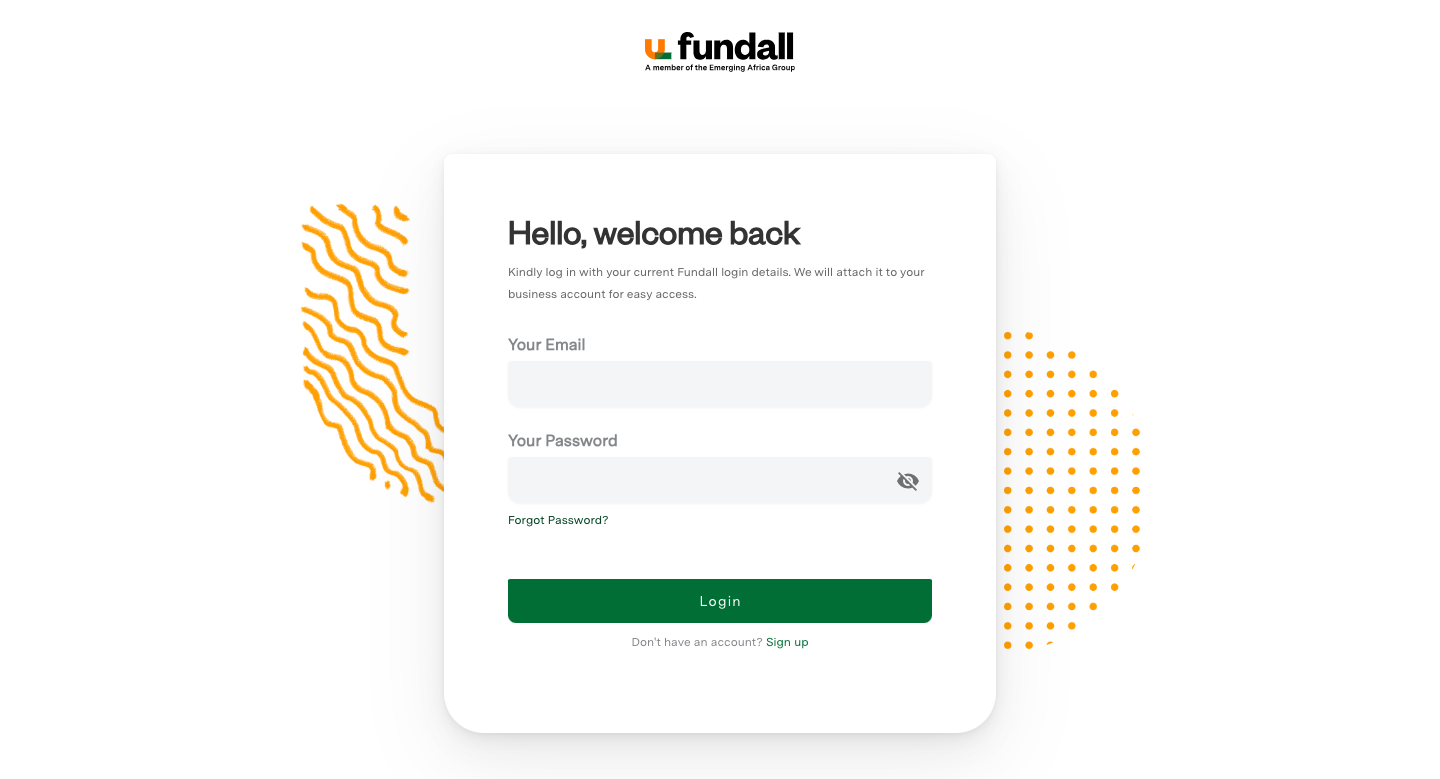 fundall
A member of the Emerging Africa Group
Hello, welcome back
Kindly log in with your current Fundall login details. We will attach it to your
business account for easy access.
Your Email
Your Password
Forgot Password?
Login
Don't have an account? Sign up